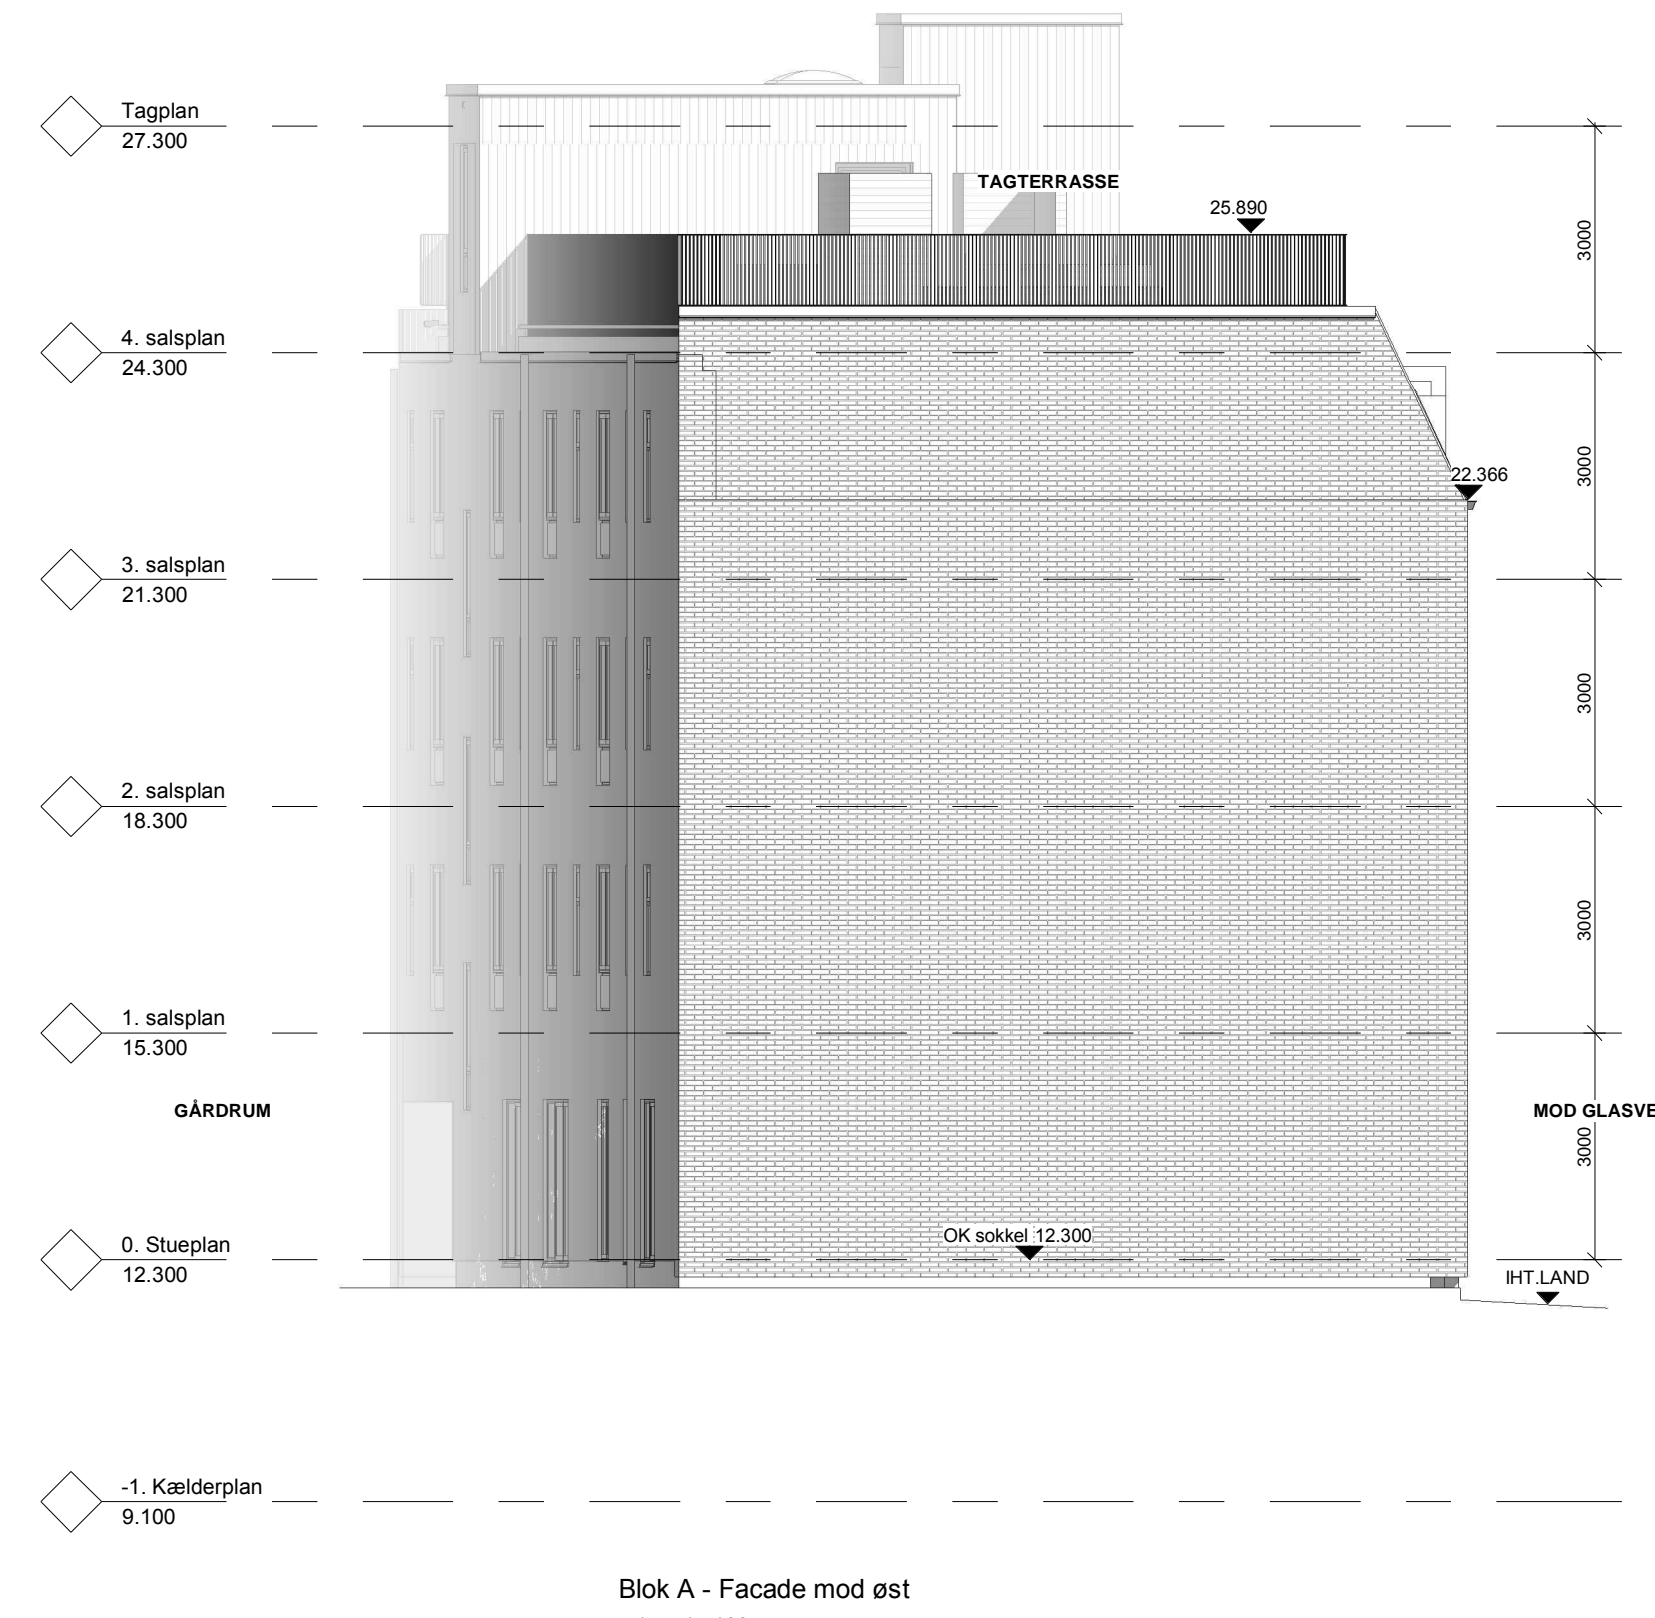 Tagplan
27.300
TAGTERRASSE
25.890
3000
4. salsplan
24.300
3000
22.366
3. salsplan
21.300
3000
2. salsplan
18.300
3000
1. salsplan
15.300
GÅRDRUM
MOD GLASVE
3000
0. Stueplan
12.300
OK sokkel 12.300
IHT.LAND
-1. Kælderplan
9.100
Blok A - Facade mod øst